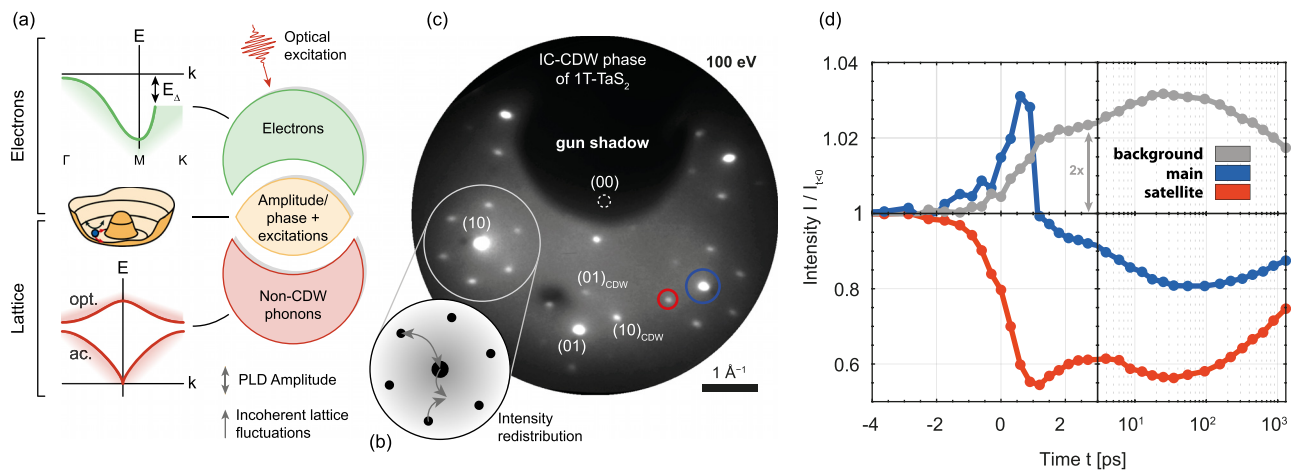 (a)
Electrons
Lattice
E
k
E_Δ
Γ
M
K
Optical
excitation
Electrons
Amplitude/
phase +
excitations
Non-CDW
phonons
E
opt.
ac.
k
PLD Amplitude
Incoherent lattice
fluctuations
(b)
Intensity
redistribution
(c)
IC-CDW phase
of 1T-TaS₂
100 eV
gun shadow
(00)
(10)
(01)CDW
(10)CDW
(01)
1 Å⁻¹
(d)
Intensity I / I_t<0
1.04
1.02
1
0.8
0.6
2x
background
main
satellite
-4
-2
0
2
10¹
10²
10³
Time t [ps]